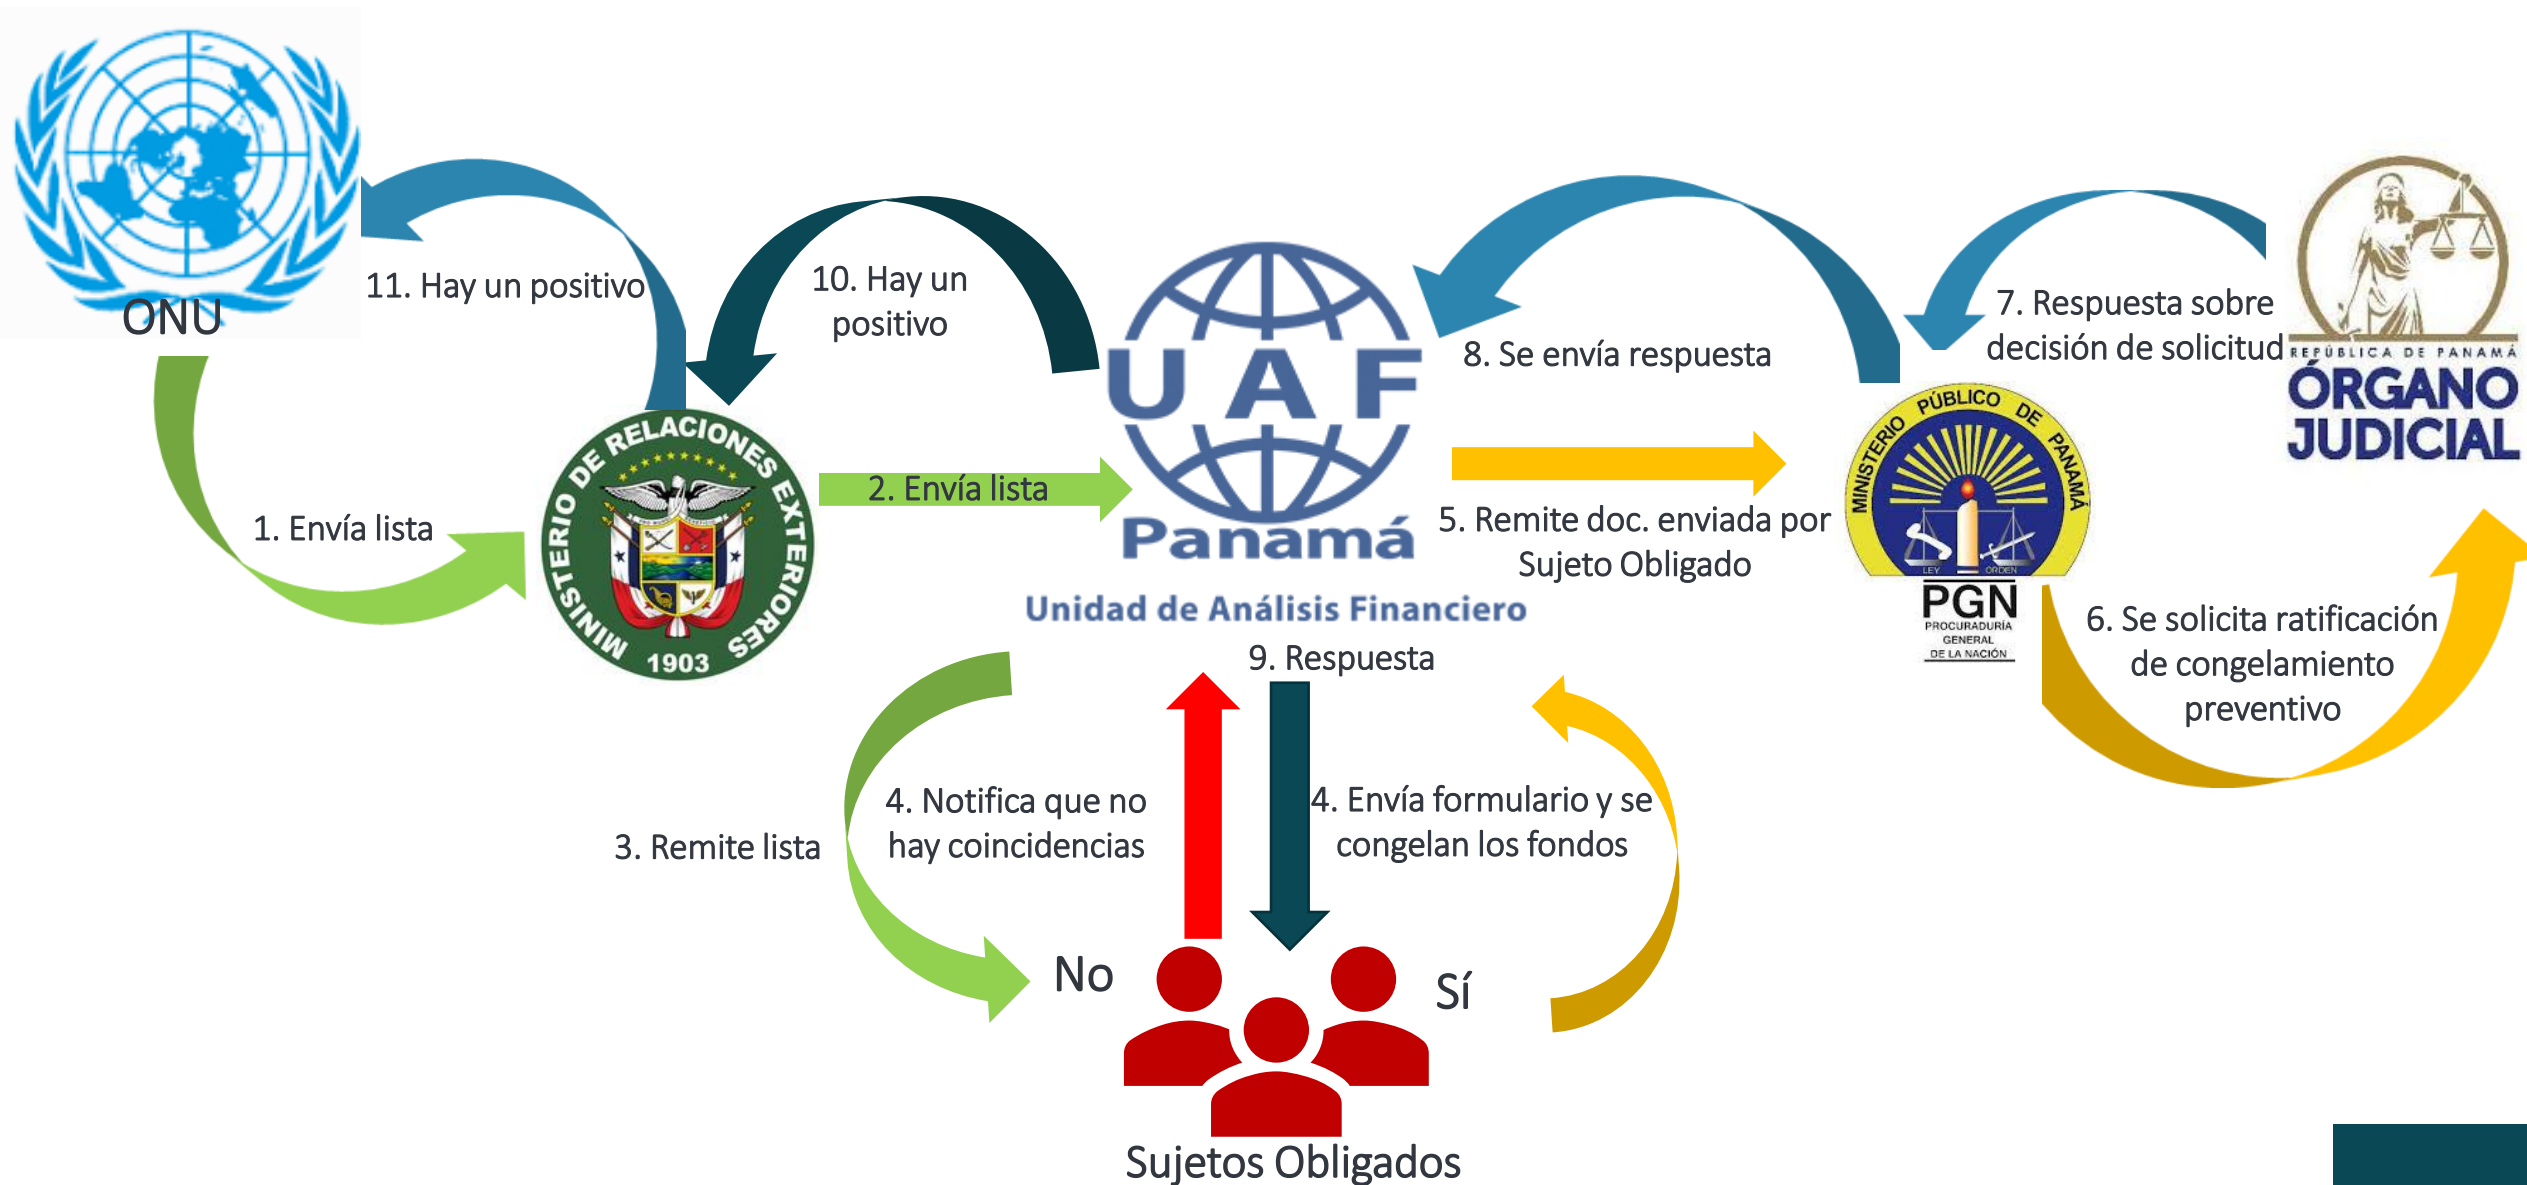 ONU
11. Hay un positivo
1. Envía lista
MINISTERIO DE RELACIONES EXTERIORES
1903
10. Hay un
positivo
2. Envía lista
UAF
Panamá
Unidad de Análisis Financiero
8. Se envía respuesta
5. Remite doc. enviada por
Sujeto Obligado
MINISTERIO PÚBLICO DE PANAMÁ
LEY
ORDEN
PGN
PROCURADURÍA
GENERAL
DE LA NACIÓN
7. Respuesta sobre
decisión de solicitud
REPÚBLICA DE PANAMÁ
ÓRGANO
JUDICIAL
6. Se solicita ratificación
de congelamiento
preventivo
9. Respuesta
3. Remite lista
4. Notifica que no
hay coincidencias
4. Envía formulario y se
congelan los fondos
No
Sí
Sujetos Obligados